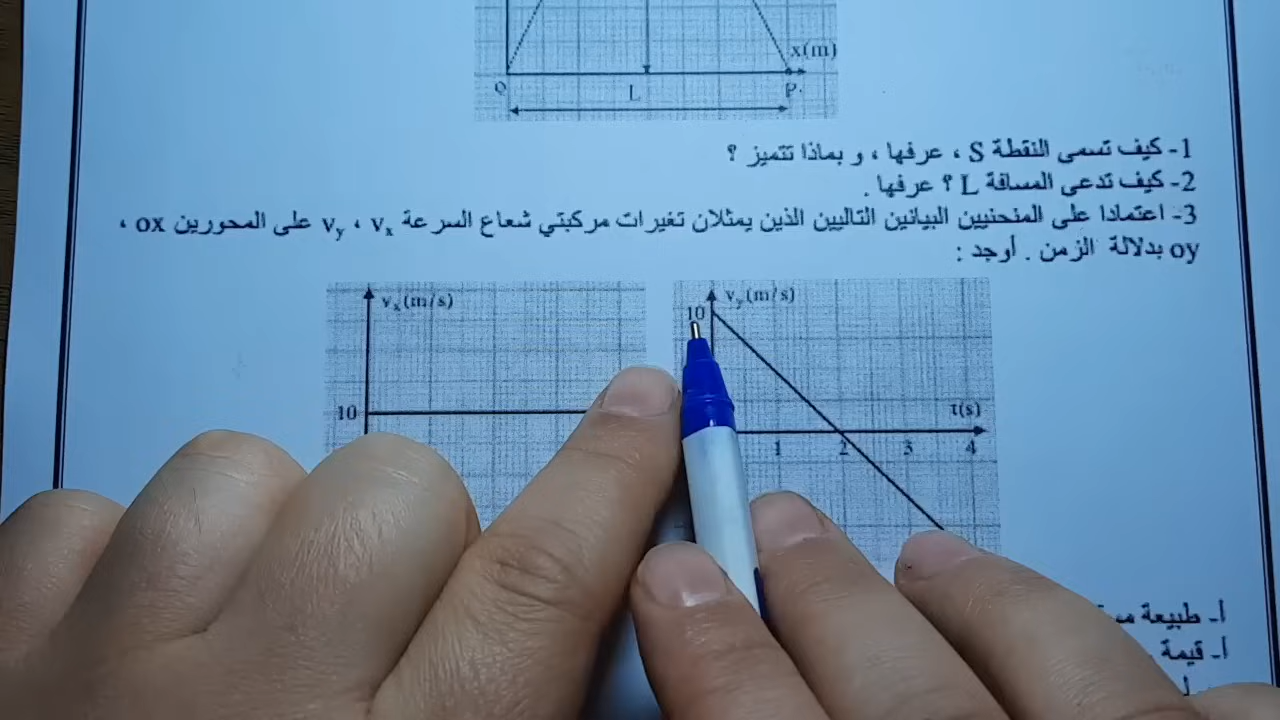 x(m)
Q L P
1- كيف تسمى النقطة S ، عرفها ، و بماذا تتميز ؟
2- كيف تدعى المسافة L ؟ عرفها .
3- اعتمادا على المنحنيين البيانين التاليين الذين يمثلان تغيرات مركبتي شعاع السرعة vx ، vy على المحورين ox ،
oy بدلالة الزمن . أوجد :
vx(m/s)
10
vy(m/s)
10
t(s)
1 2 3 4
أ- طبيعة
أ- قيمة